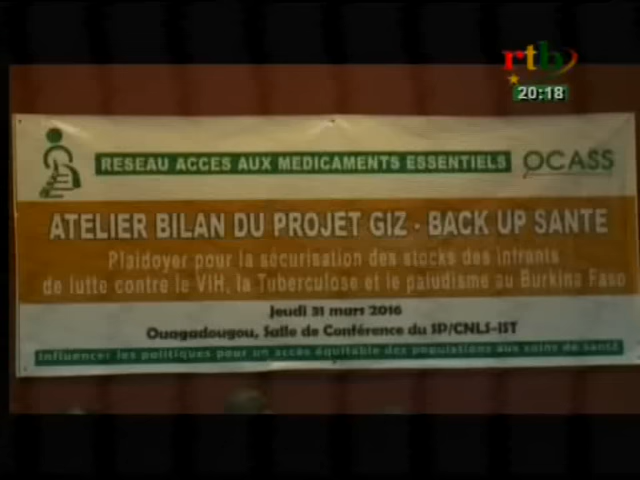 rtb
20:18
RESEAU ACCES AUX MEDICAMENTS ESSENTIELS OCASS
ATELIER BILAN DU PROJET GIZ - BACK UP SANTE
Plaidoyer pour la sécurisation des stocks des intrants
de lutte contre le VIH, la Tuberculose et le paludisme au Burkina Faso
Jeudi 31 mars 2016
Ouagadougou, Salle de Conférence du SP/CNLS-IST
Influencer les politiques pour un accès équitable des populations aux soins de santé